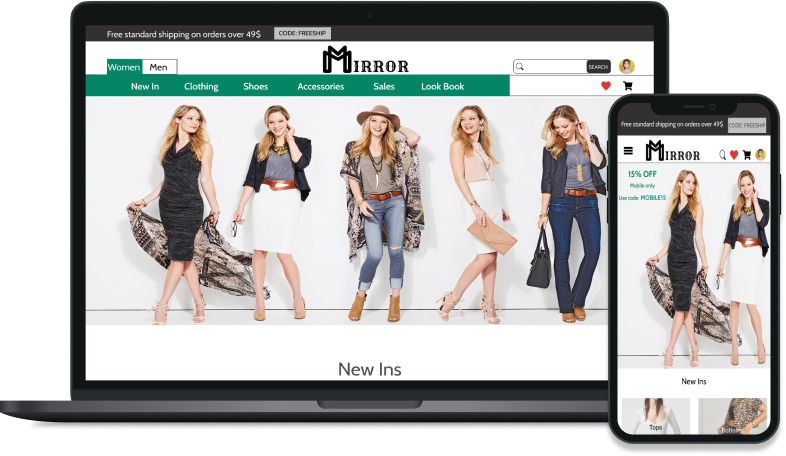 Free standard shipping on orders over 49$ CODE: FREESHIP
MIRROR
Women Men
SEARCH
New In Clothing Shoes Accessories Sales Look Book
New Ins
Free standard shipping on orders over 49$ CODE: FREESHIP
MIRROR
15% OFF
Mobile only
Use code: MOBILE15
New Ins
Tops
Bottom